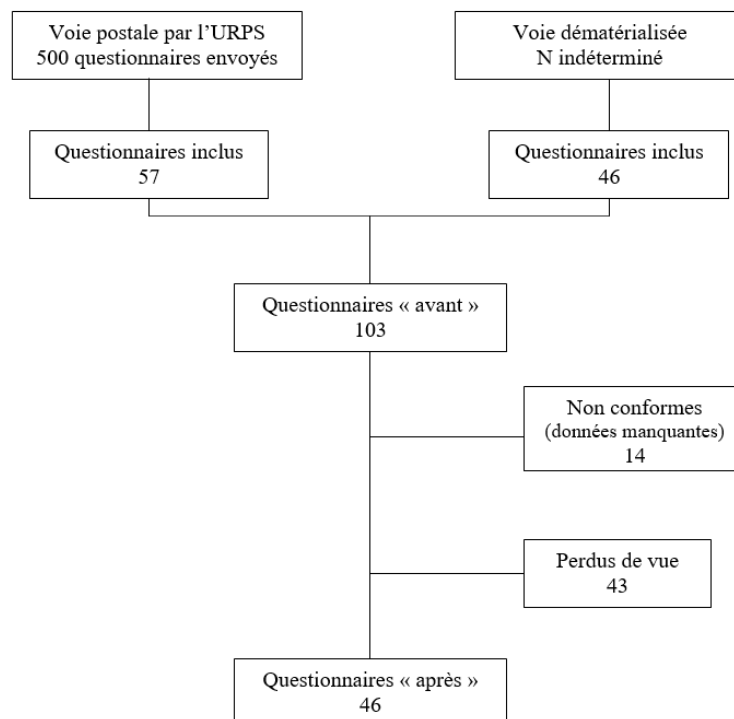 Voie postale par l’URPS
500 questionnaires envoyés
Voie dématérialisée
N indéterminé
Questionnaires inclus
57
Questionnaires inclus
46
Questionnaires « avant »
103
Non conformes
(données manquantes)
14
Perdus de vue
43
Questionnaires « après »
46